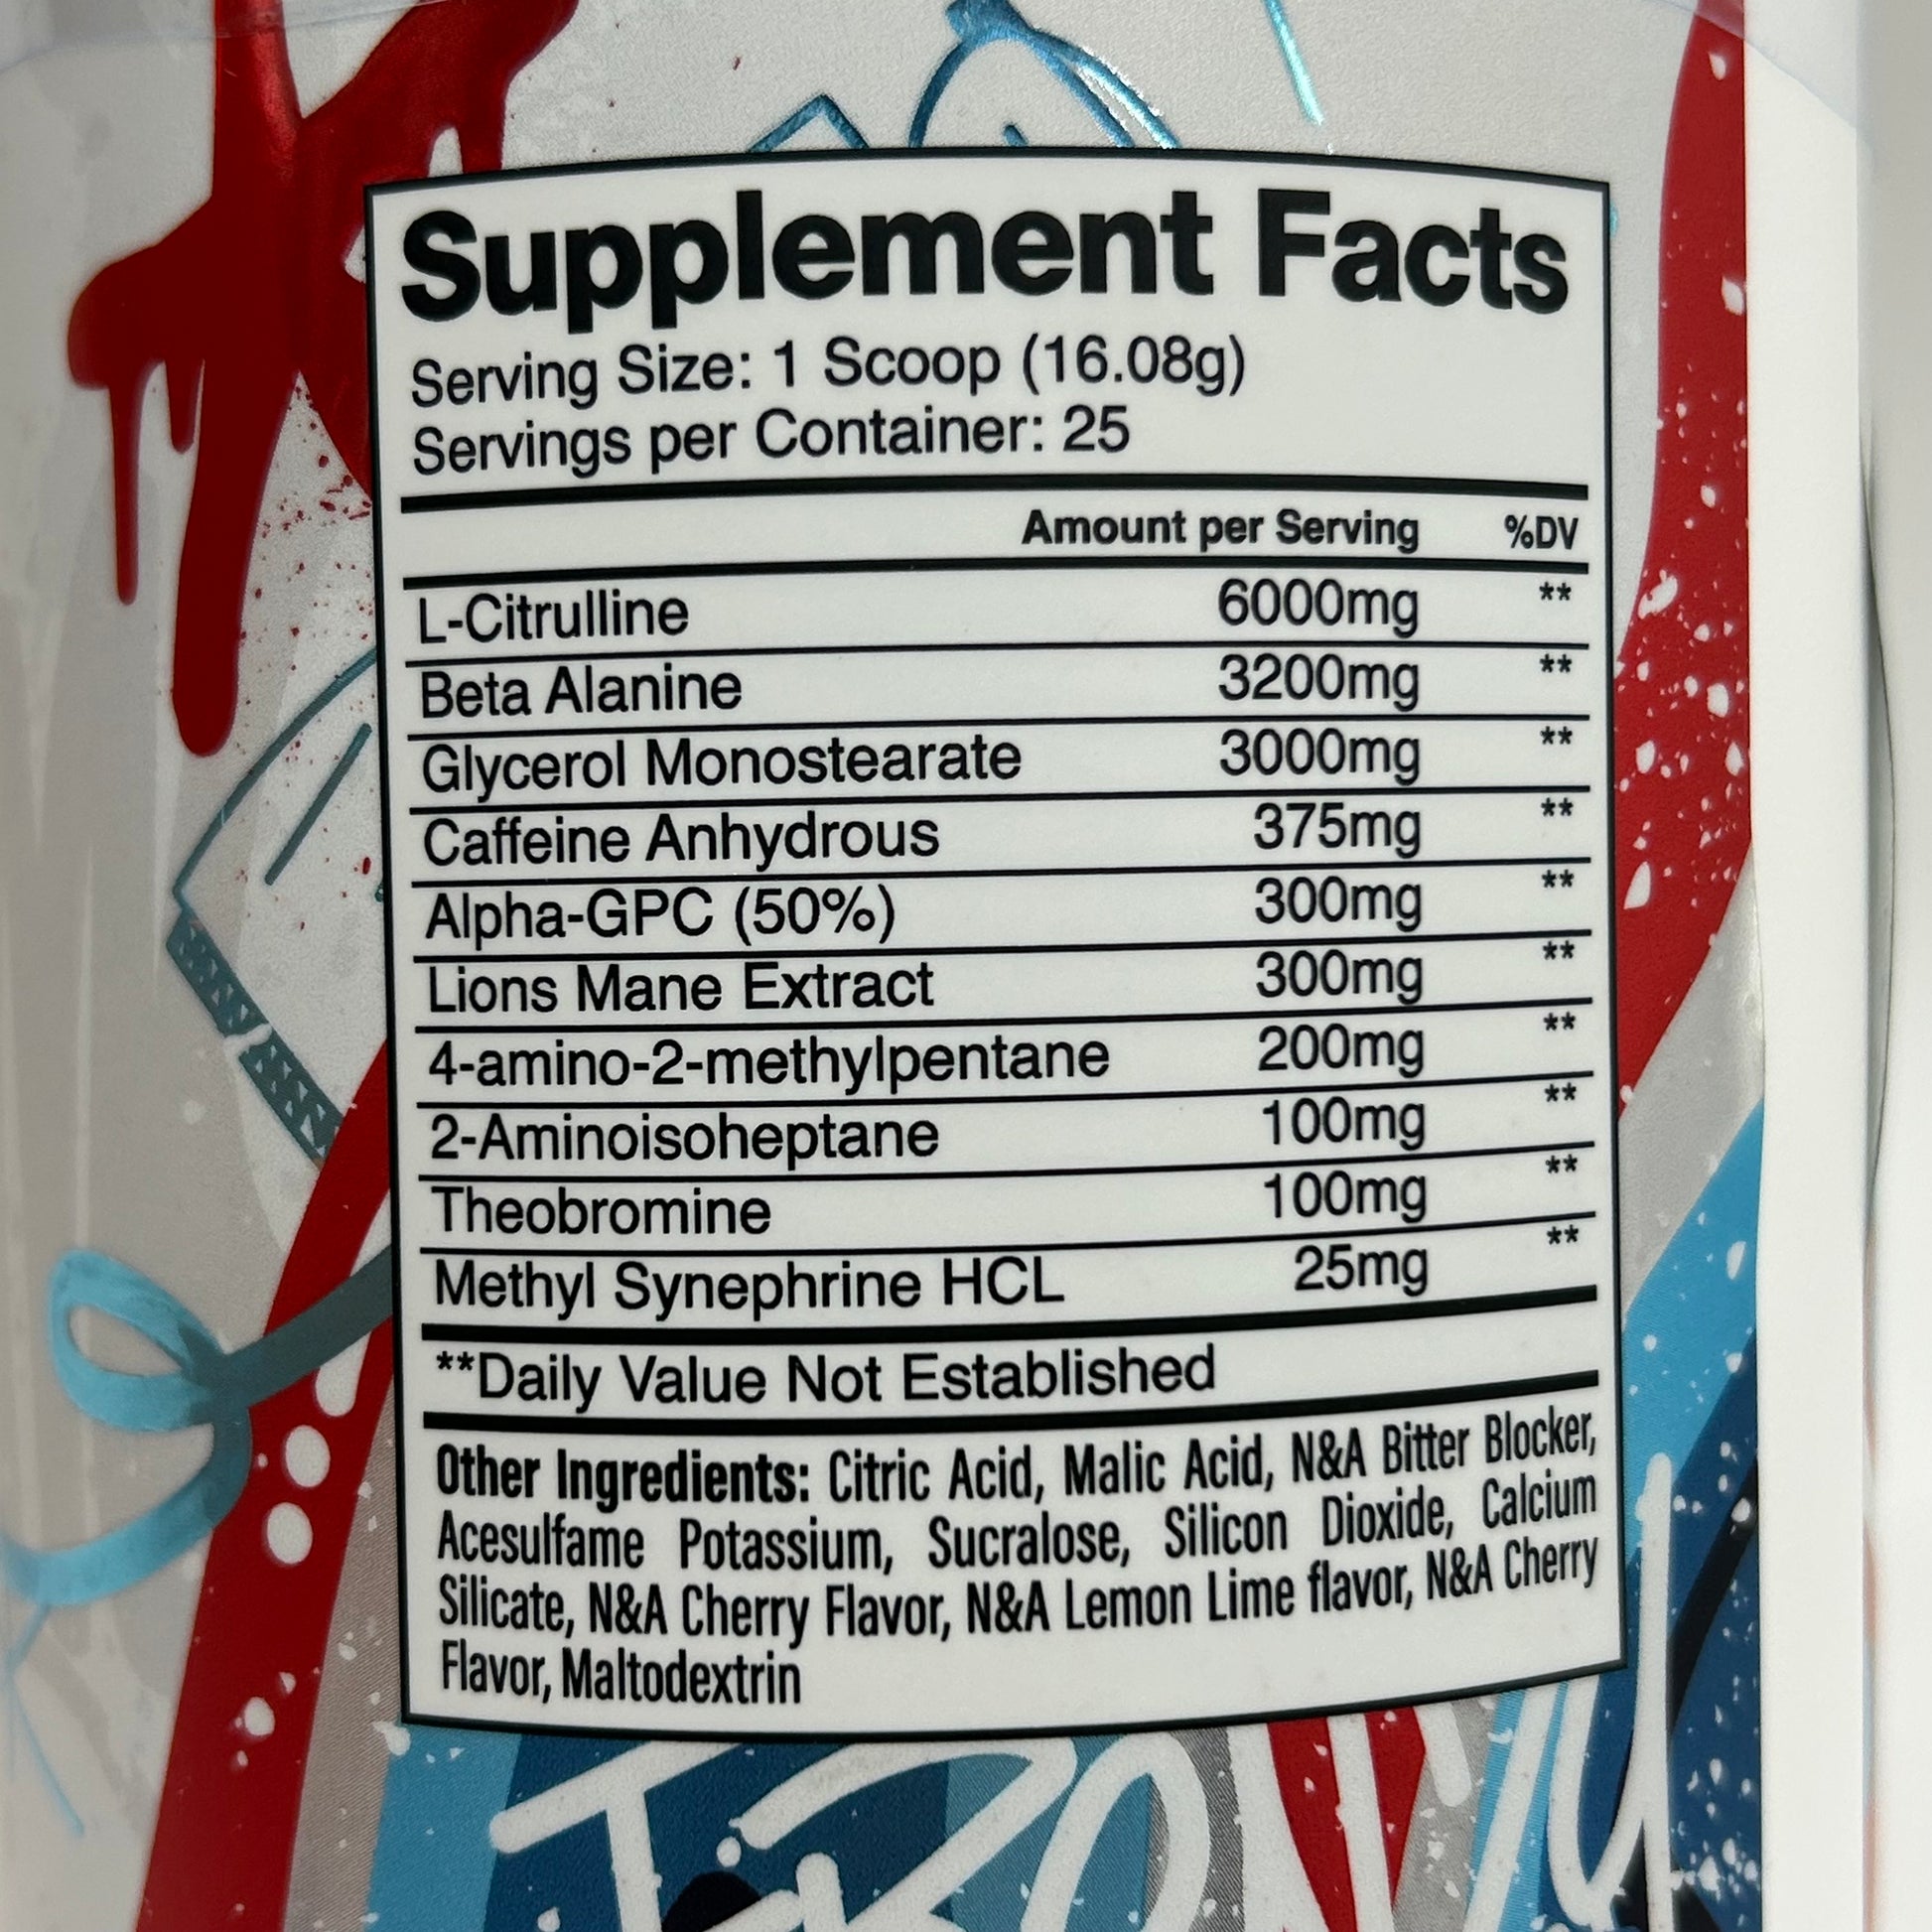 Supplement Facts
Serving Size: 1 Scoop (16.08g)
Servings per Container: 25
Amount per Serving %DV
L-Citrulline 6000mg **
Beta Alanine 3200mg **
Glycerol Monostearate 3000mg **
Caffeine Anhydrous 375mg **
Alpha-GPC (50%) 300mg **
Lions Mane Extract 300mg **
4-amino-2-methylpentane 200mg **
2-Aminoisoheptane 100mg **
Theobromine 100mg **
Methyl Synephrine HCL 25mg **
**Daily Value Not Established
Other Ingredients: Citric Acid, Malic Acid, N&A Bitter Blocker,
Acesulfame Potassium, Sucralose, Silicon Dioxide, Calcium
Silicate, N&A Cherry Flavor, N&A Lemon Lime flavor, N&A Cherry
Flavor, Maltodextrin